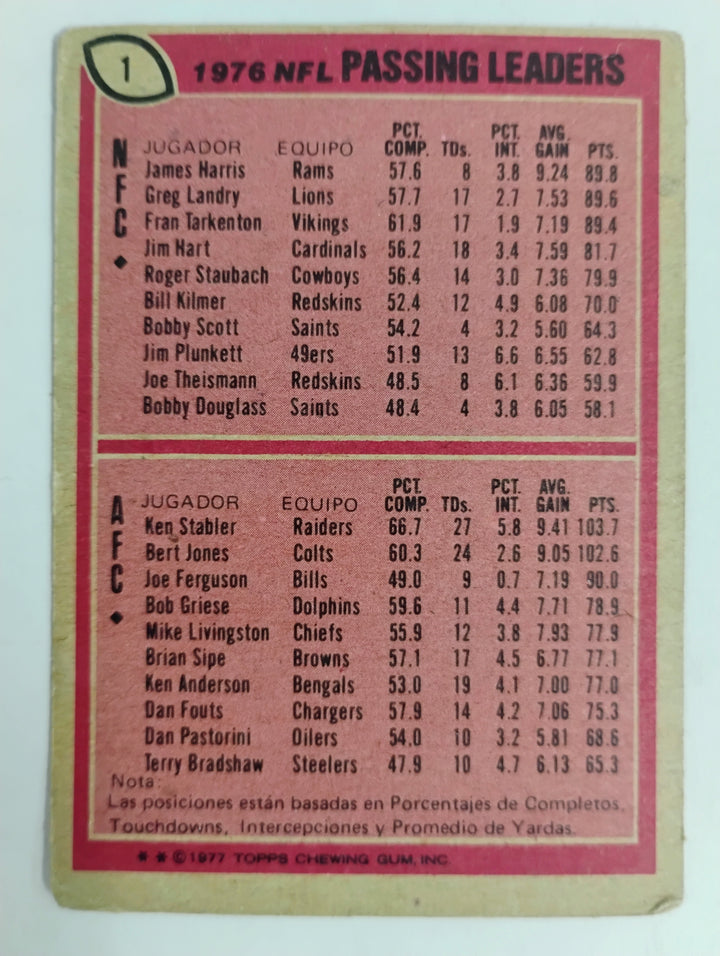 1
1976 NFL PASSING LEADERS
NFC
JUGADOR EQUIPO PCT. COMP. TDs. PCT. INT. AVG. GAIN PTS.
James Harris Rams 57.6 8 3.8 9.24 89.8
Greg Landry Lions 57.7 17 2.7 7.53 89.6
Fran Tarkenton Vikings 61.9 17 1.9 7.19 89.4
Jim Hart Cardinals 56.2 18 3.4 7.59 81.7
Roger Staubach Cowboys 56.4 14 3.0 7.36 79.9
Bill Kilmer Redskins 52.4 12 4.9 6.08 70.0
Bobby Scott Saints 54.2 4 3.2 5.60 64.3
Jim Plunkett 49ers 51.9 13 6.6 6.55 62.8
Joe Theismann Redskins 48.5 8 6.1 6.36 59.9
Bobby Douglass Saints 48.4 4 3.8 6.05 58.1
AFC
JUGADOR EQUIPO PCT. COMP. TDs. PCT. INT. AVG. GAIN PTS.
Ken Stabler Raiders 66.7 27 5.8 9.41 103.7
Bert Jones Colts 60.3 24 2.6 9.05 102.6
Joe Ferguson Bills 49.0 9 0.7 7.19 90.0
Bob Griese Dolphins 59.6 11 4.4 7.71 78.9
Mike Livingston Chiefs 55.9 12 3.8 7.93 77.9
Brian Sipe Browns 57.1 17 4.5 6.77 77.1
Ken Anderson Bengals 53.0 19 4.1 7.00 77.0
Dan Fouts Chargers 57.9 14 4.2 7.06 75.3
Dan Pastorini Oilers 54.0 10 3.2 5.81 68.6
Terry Bradshaw Steelers 47.9 10 4.7 6.13 65.3
Nota:
Las posiciones están basadas en Porcentajes de Completos,
Touchdowns, Intercepciones y Promedio de Yardas.
* * ©1977 TOPPS CHEWING GUM, INC.